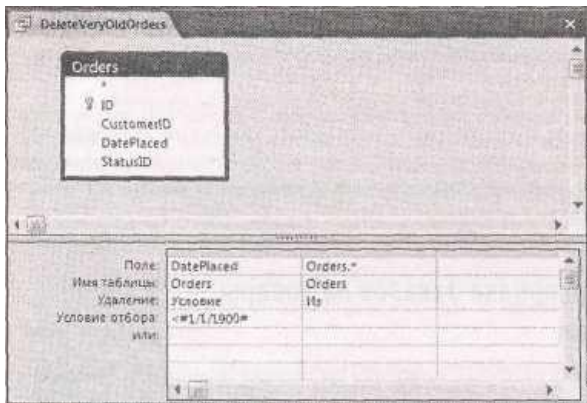 DeleteVeryOldOrders
Orders
*
ID
CustomerID
DatePlaced
StatusID
Поле: DatePlaced Orders.*
Имя таблицы: Orders Orders
Удаление: Условие Из
Условие отбора: <#1/1/1900#
или: